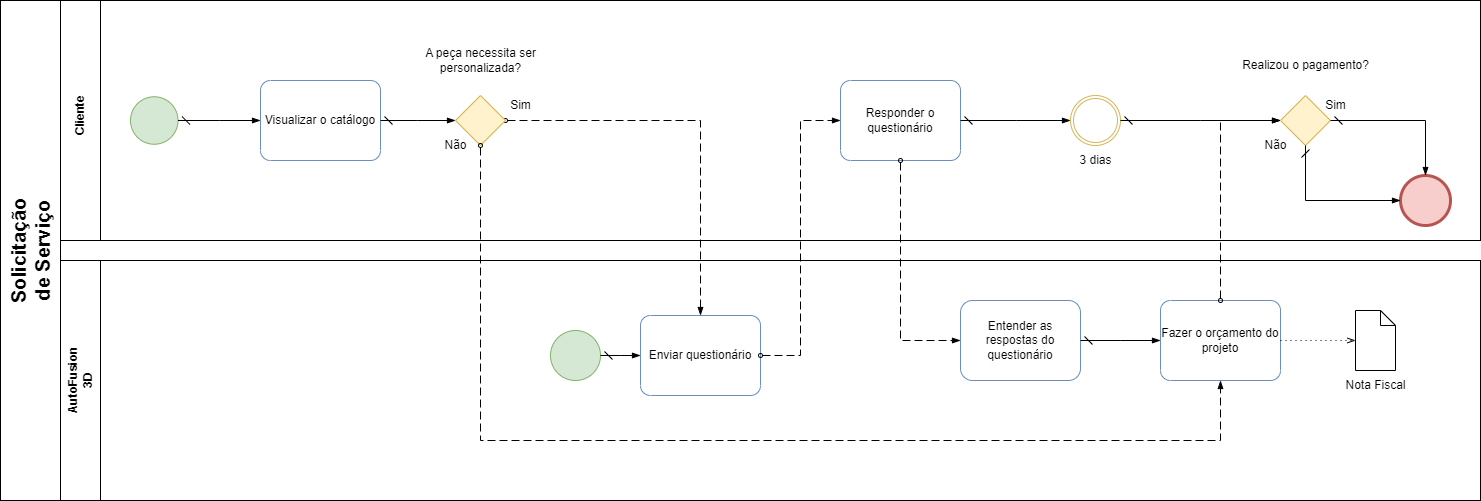 Solicitação
de Serviço
Cliente
Visualizar o catálogo
A peça necessita ser
personalizada?
Sim
Não
Responder o
questionário
3 dias
Realizou o pagamento?
Sim
Não
AutoFusion
3D
Enviar questionário
Entender as
respostas do
questionário
Fazer o orçamento do
projeto
Nota Fiscal